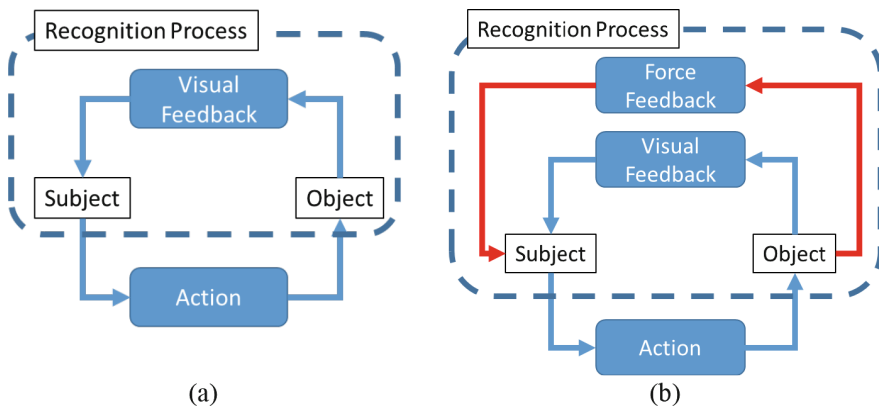 Recognition Process
Visual
Feedback
Subject
Object
Action
(a)
Recognition Process
Force
Feedback
Visual
Feedback
Subject
Object
Action
(b)